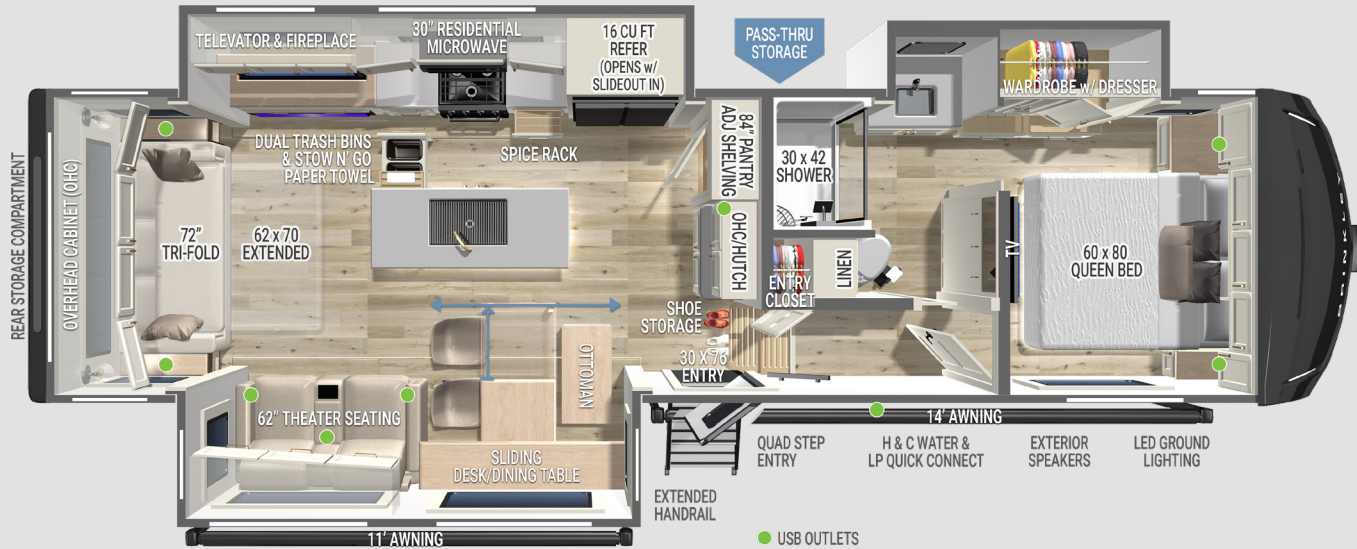 TELEVATOR & FIREPLACE
30" RESIDENTIAL
MICROWAVE
16 CU FT
REFER
(OPENS w/
SLIDEOUT IN)
PASS-THRU
STORAGE
WARDROBE w/ DRESSER
REAR STORAGE COMPARTMENT
OVERHEAD CABINET (OHC)
DUAL TRASH BINS
& STOW N' GO
PAPER TOWEL
SPICE RACK
84" PANTRY
ADJ SHELVING
30 x 42
SHOWER
72"
TRI-FOLD
62 x 70
EXTENDED
OHC/HUTCH
ENTRY
CLOSET
LINEN
TV
60 x 80
QUEEN BED
BRINKLEY
SHOE
STORAGE
30 X 76
ENTRY
OTTOMAN
62" THEATER SEATING
SLIDING
DESK/DINING TABLE
14' AWNING
QUAD STEP
ENTRY
H & C WATER &
LP QUICK CONNECT
EXTERIOR
SPEAKERS
LED GROUND
LIGHTING
EXTENDED
HANDRAIL
11' AWNING
USB OUTLETS